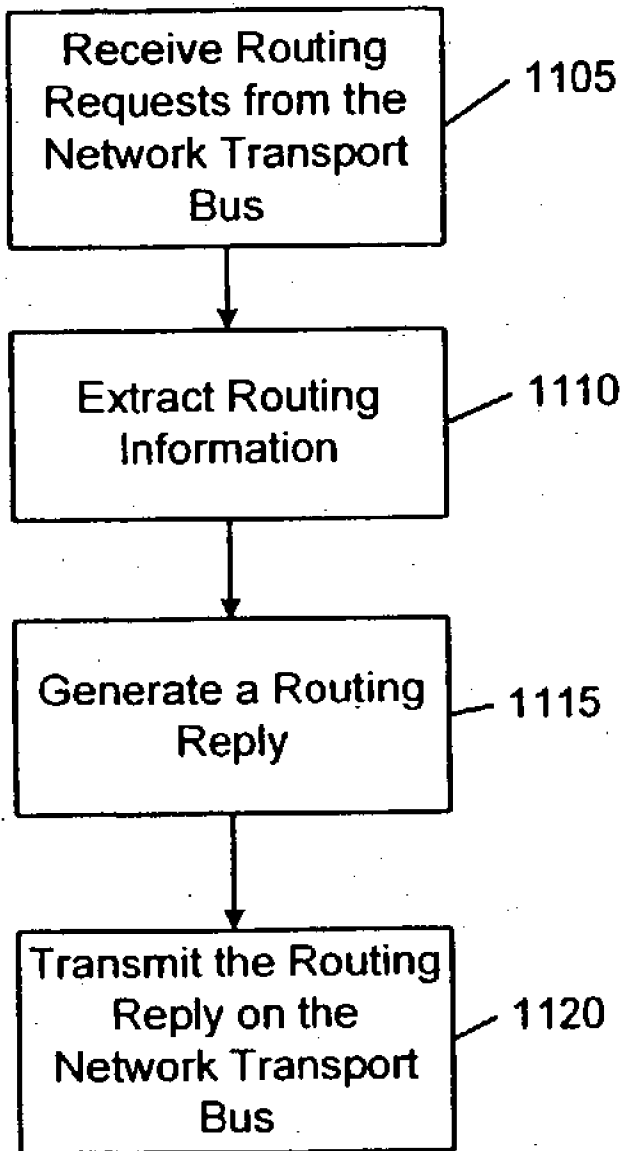 Receive Routing
Requests from the
Network Transport
Bus
1105
Extract Routing
Information
1110
Generate a Routing
Reply
1115
Transmit the Routing
Reply on the
Network Transport
Bus
1120